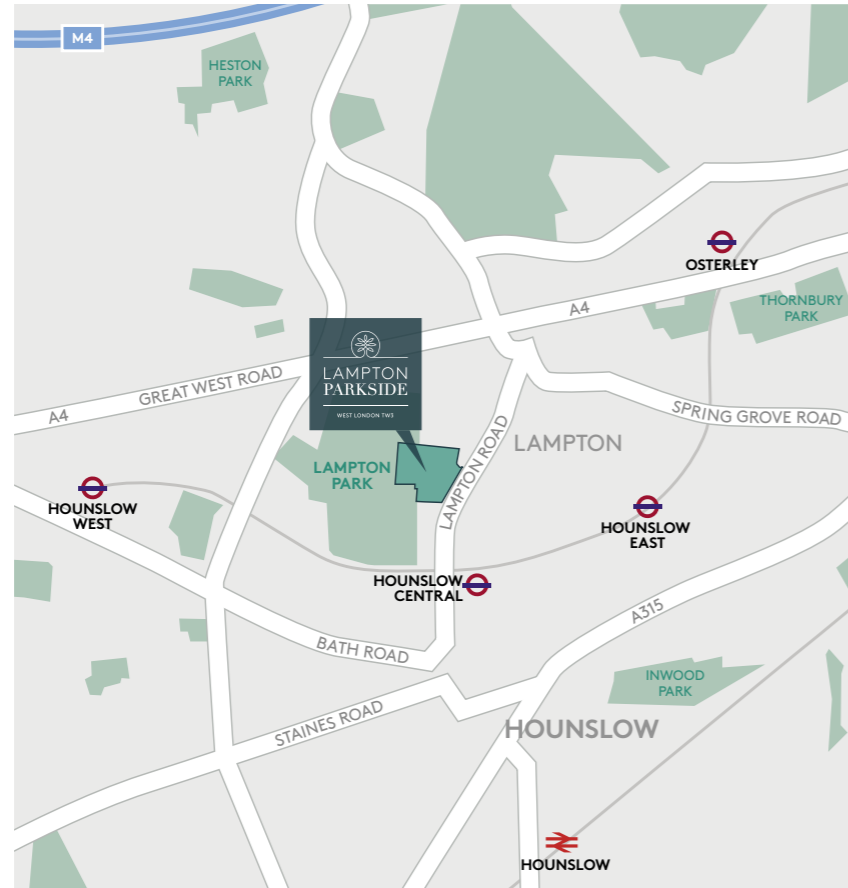 M4
HESTON
PARK
OSTERLEY
THORNBURY
PARK
A4
LAMPTON
PARKSIDE
WEST LONDON TW3
GREAT WEST ROAD
A4
SPRING GROVE ROAD
LAMPTON
LAMPTON ROAD
LAMPTON
PARK
HOUNSLOW
WEST
HOUNSLOW
EAST
HOUNSLOW
CENTRAL
A315
BATH ROAD
INWOOD
PARK
STAINES ROAD
HOUNSLOW
HOUNSLOW